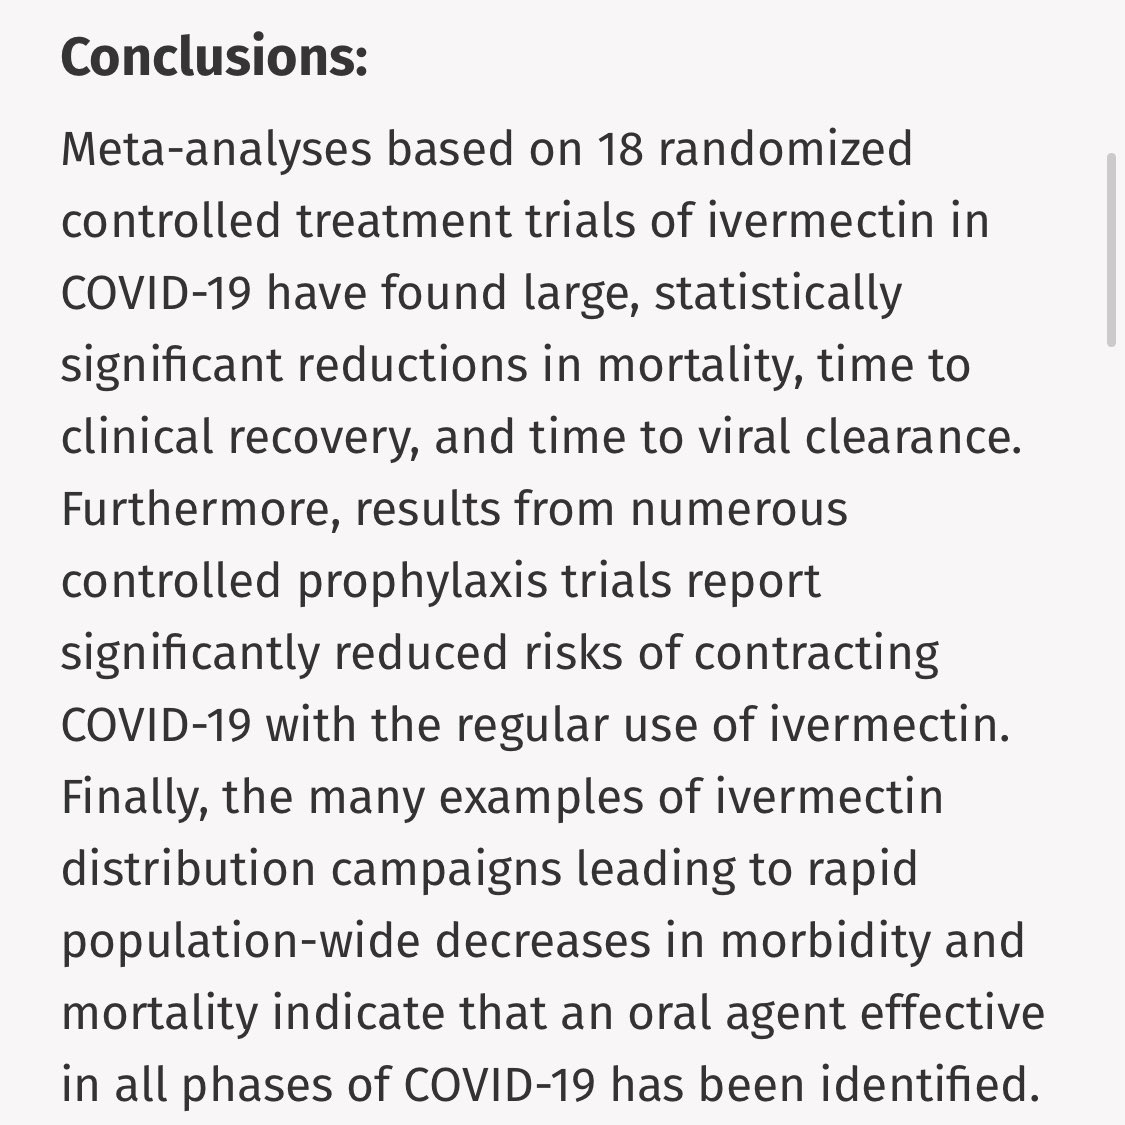 Conclusions:
Meta-analyses based on 18 randomized
controlled treatment trials of ivermectin in
COVID-19 have found large, statistically
significant reductions in mortality, time to
clinical recovery, and time to viral clearance.
Furthermore, results from numerous
controlled prophylaxis trials report
significantly reduced risks of contracting
COVID-19 with the regular use of ivermectin.
Finally, the many examples of ivermectin
distribution campaigns leading to rapid
population-wide decreases in morbidity and
mortality indicate that an oral agent effective
in all phases of COVID-19 has been identified.